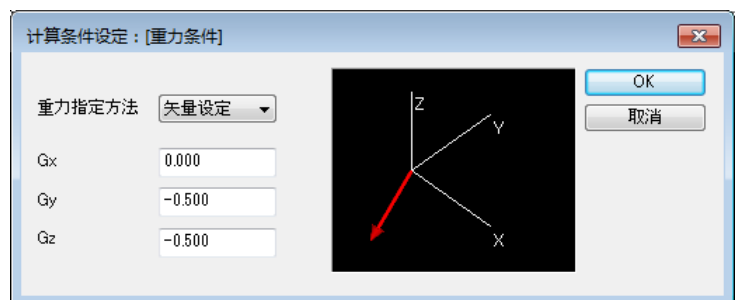 计算条件设定：[重力条件]
重力指定方法 矢量设定
Gx 0.000
Gy -0.500
Gz -0.500
Z
Y
X
OK
取消